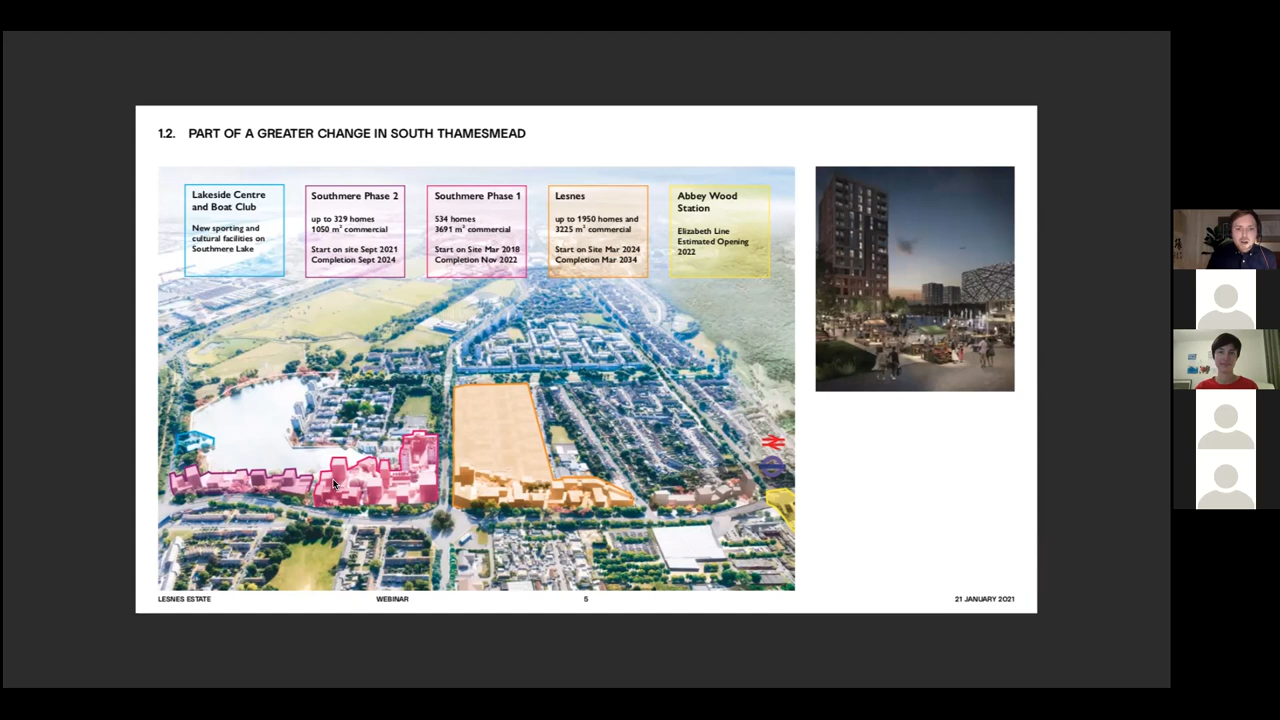 1.2. PART OF A GREATER CHANGE IN SOUTH THAMESMEAD
Lakeside Centre
and Boat Club
New sporting and
cultural facilities on
Southmere Lake
Southmere Phase 2
up to 329 homes
1050 m² commercial
Start on site Sept 2021
Completion Sept 2024
Southmere Phase 1
534 homes
3691 m² commercial
Start on Site Mar 2018
Completion Nov 2022
Lesnes
up to 1950 homes and
3225 m² commercial
Start on Site Mar 2024
Completion Mar 2034
Abbey Wood
Station
Elizabeth Line
Estimated Opening
2022
LESNES ESTATE
WEBINAR
5
21 JANUARY 2021